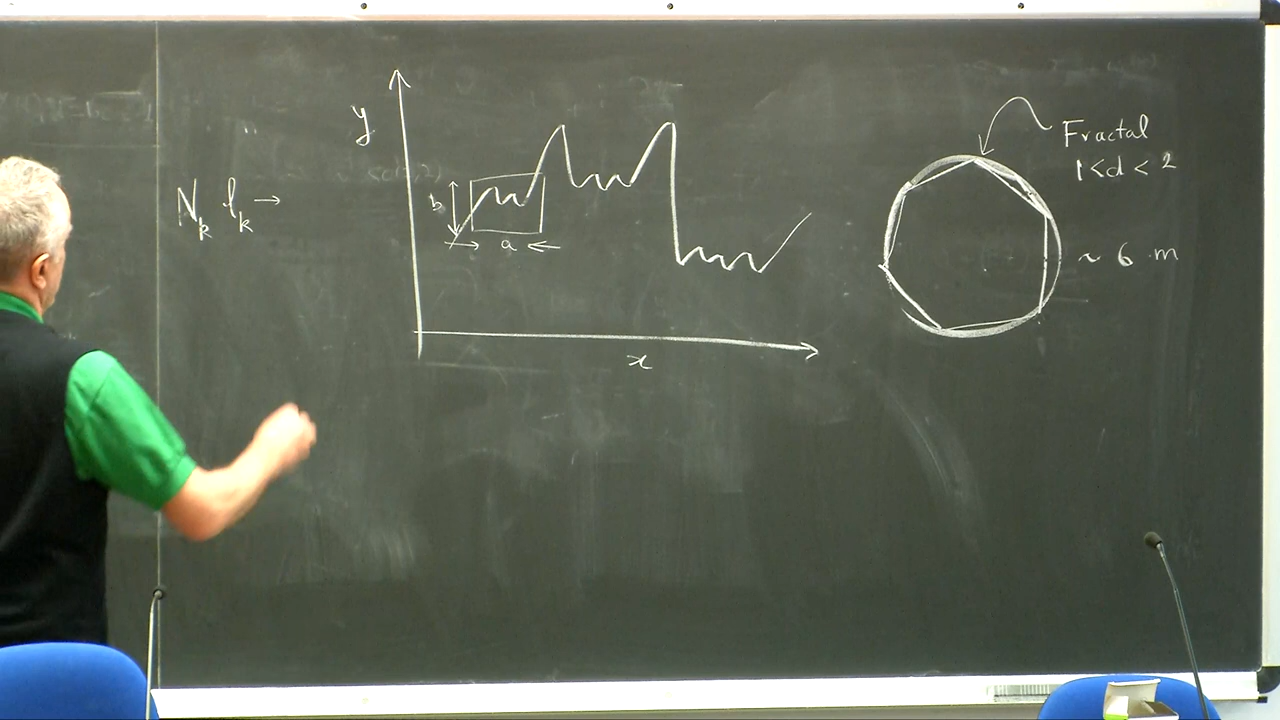 N_k l_k →
y
b
a
x
Fractal
1 < d < 2
~ 6 m